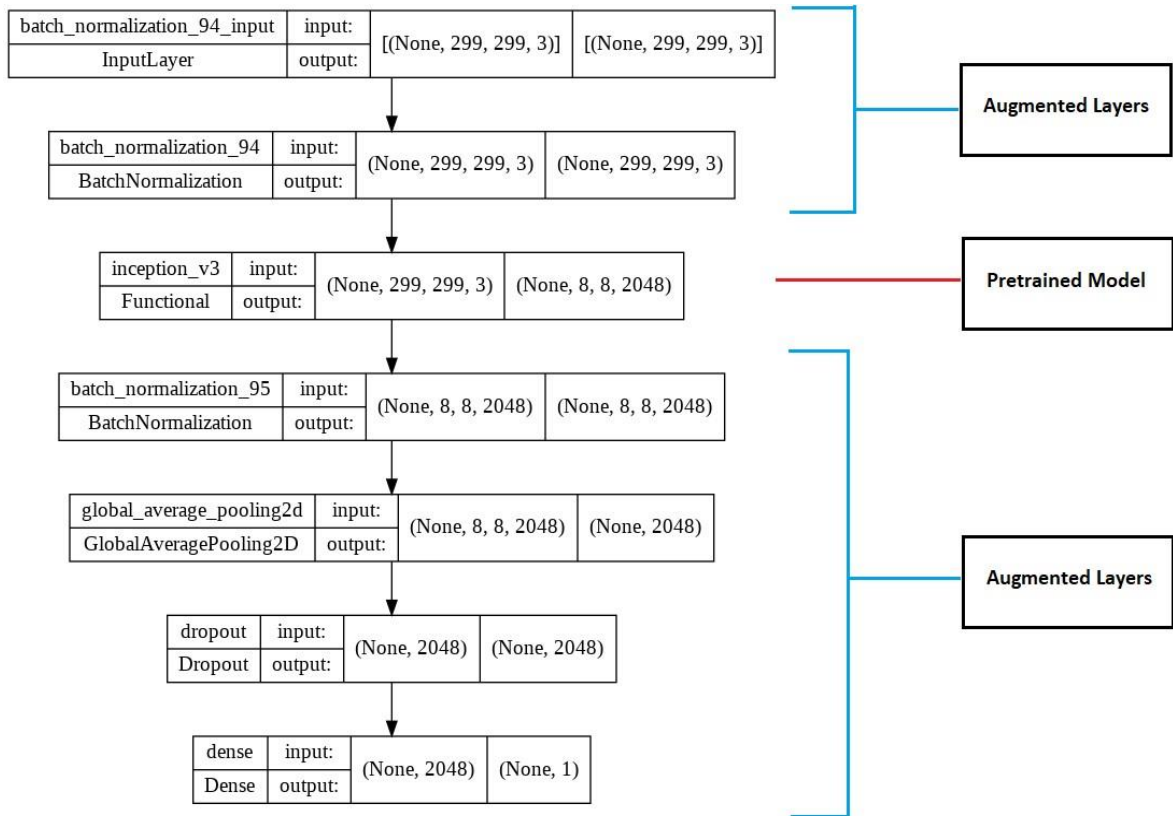 batch_normalization_94_input input: [(None, 299, 299, 3)] [(None, 299, 299, 3)]
InputLayer output:
Augmented Layers
batch_normalization_94 input: (None, 299, 299, 3) (None, 299, 299, 3)
BatchNormalization output:
inception_v3 input: (None, 299, 299, 3) (None, 8, 8, 2048)
Functional output:
Pretrained Model
batch_normalization_95 input: (None, 8, 8, 2048) (None, 8, 8, 2048)
BatchNormalization output:
global_average_pooling2d input: (None, 8, 8, 2048) (None, 2048)
GlobalAveragePooling2D output:
Augmented Layers
dropout input: (None, 2048) (None, 2048)
Dropout output:
dense input: (None, 2048) (None, 1)
Dense output: